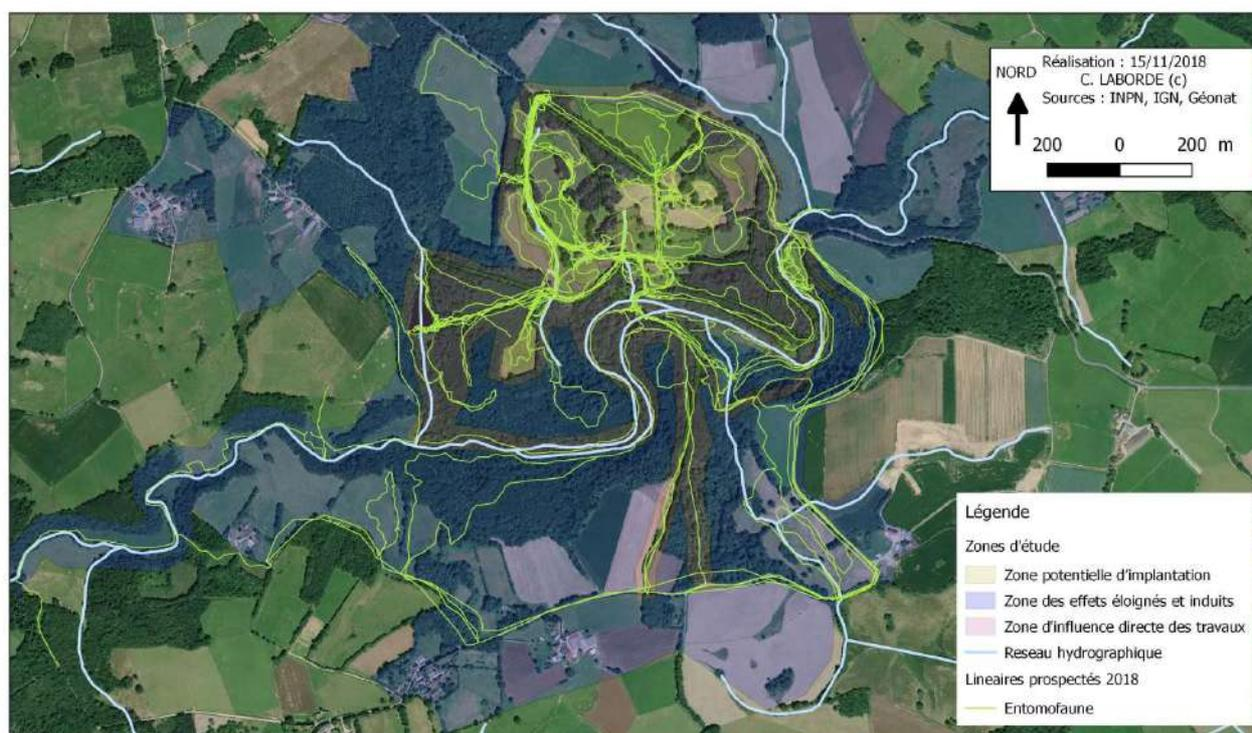 NORD
Réalisation : 15/11/2018
C. LABORDE (c)
Sources : INPN, IGN, Géonat
200 0 200 m
Légende
Zones d'étude
Zone potentielle d'implantation
Zone des effets éloignés et induits
Zone d'influence directe des travaux
Reseau hydrographique
Lineaires prospectés 2018
Entomofaune